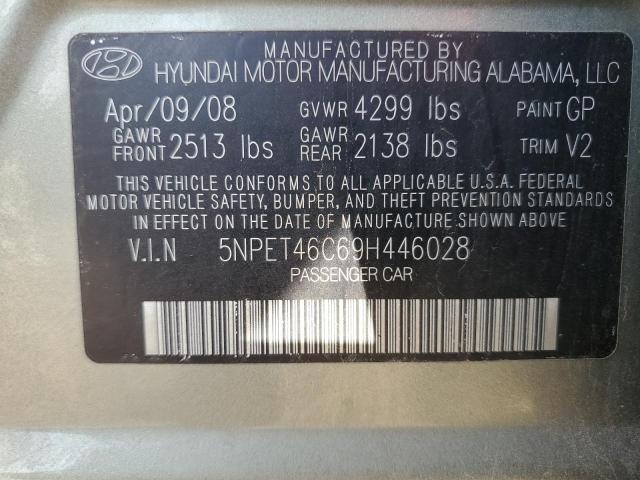 MANUFACTURED BY
HYUNDAI MOTOR MANUFACTURING ALABAMA, LLC
Apr/09/08 GVWR 4299 lbs PAINT GP
GAWR FRONT 2513 lbs GAWR REAR 2138 lbs TRIM V2
THIS VEHICLE CONFORMS TO ALL APPLICABLE U.S.A. FEDERAL
MOTOR VEHICLE SAFETY, BUMPER, AND THEFT PREVENTION STANDARDS
IN EFFECT ON THE DATE OF MANUFACTURE SHOWN ABOVE
V.I.N 5NPET46C69H446028
PASSENGER CAR